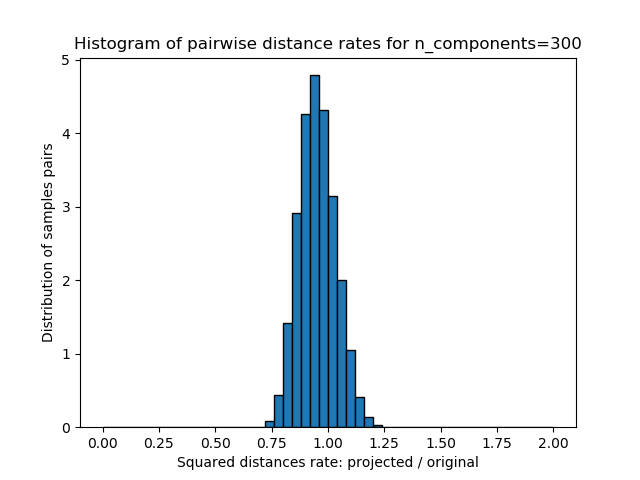 Histogram of pairwise distance rates for n_components=300
Distribution of samples pairs
5
4
3
2
1
0
0.00 0.25 0.50 0.75 1.00 1.25 1.50 1.75 2.00
Squared distances rate: projected / original